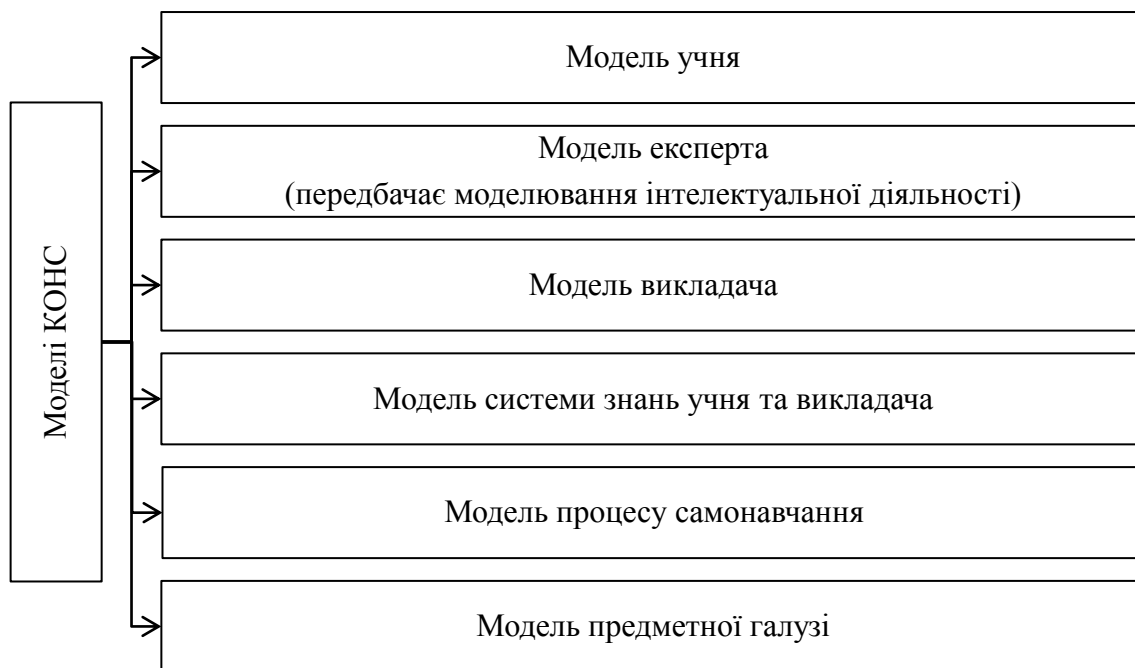 Моделі КОНС
Модель учня
Модель експерта
(передбачає моделювання інтелектуальної діяльності)
Модель викладача
Модель системи знань учня та викладача
Модель процесу самонавчання
Модель предметної галузі